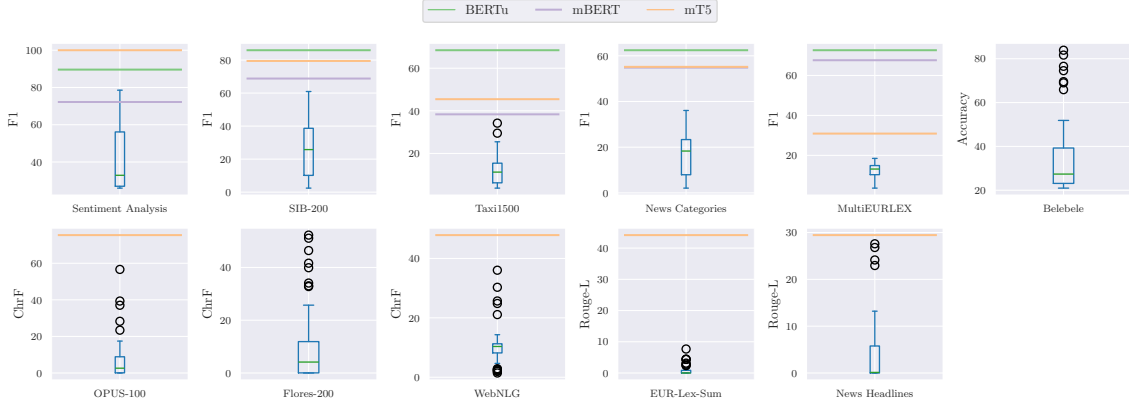 BERTu mBERT mT5
100
80
60
40
F1
Sentiment Analysis
80
60
40
20
0
F1
SIB-200
80
60
40
20
F1
Taxi1500
60
40
20
0
F1
News Categories
60
40
20
F1
MultiEURLEX
80
60
40
20
Accuracy
Belebele
60
40
20
0
ChrF
OPUS-100
40
20
0
ChrF
Flores-200
40
20
0
ChrF
WebNLG
40
30
20
10
0
Rouge-L
EUR-Lex-Sum
30
20
10
0
Rouge-L
News Headlines